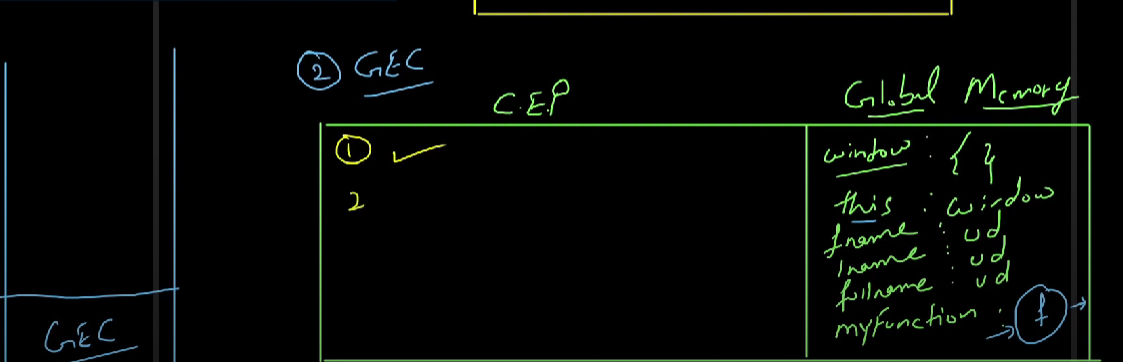 ② GEC
C.E.P
Global Memory
① ✓
2
window : { }
this : window
fname : ud
lname : ud
fullname : ud
myfunction : → f →
GEC